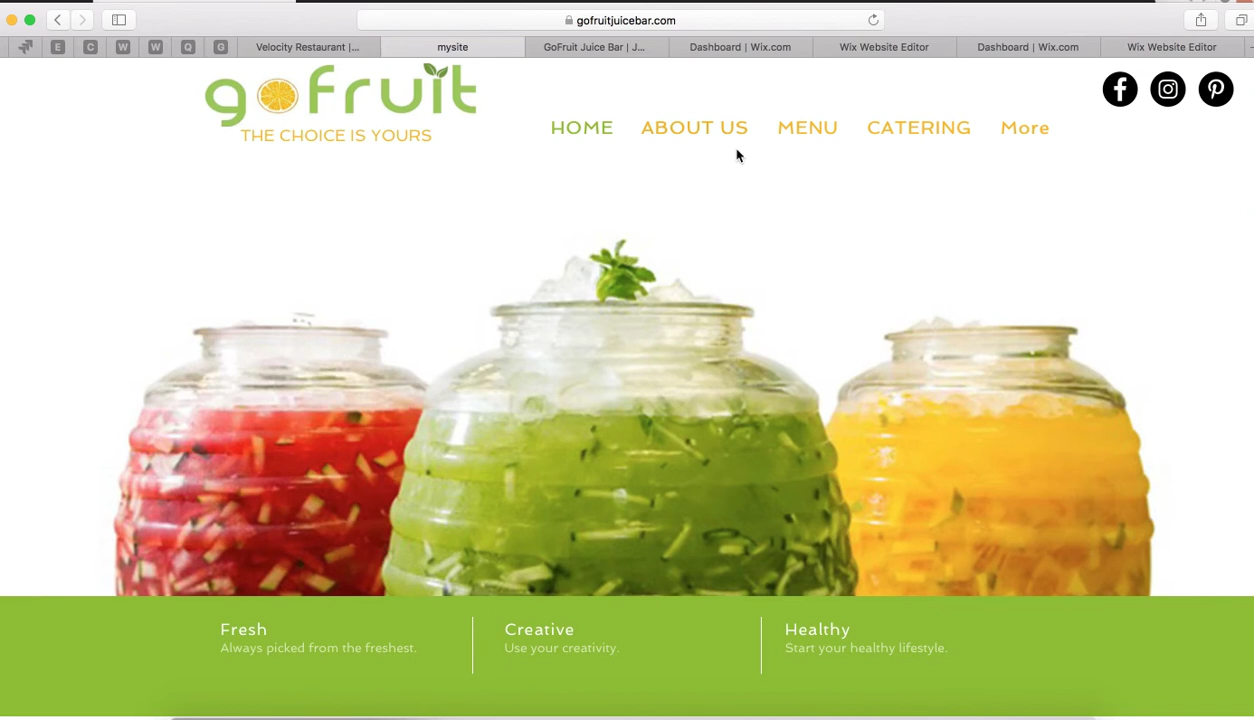 gofruitjuicebar.com
E C W W Q G
Velocity Restaurant |...
mysite
GoFruit Juice Bar | J...
Dashboard | Wix.com
Wix Website Editor
Dashboard | Wix.com
Wix Website Editor
gofruit
THE CHOICE IS YOURS
HOME ABOUT US MENU CATERING More
Fresh
Always picked from the freshest.
Creative
Use your creativity.
Healthy
Start your healthy lifestyle.